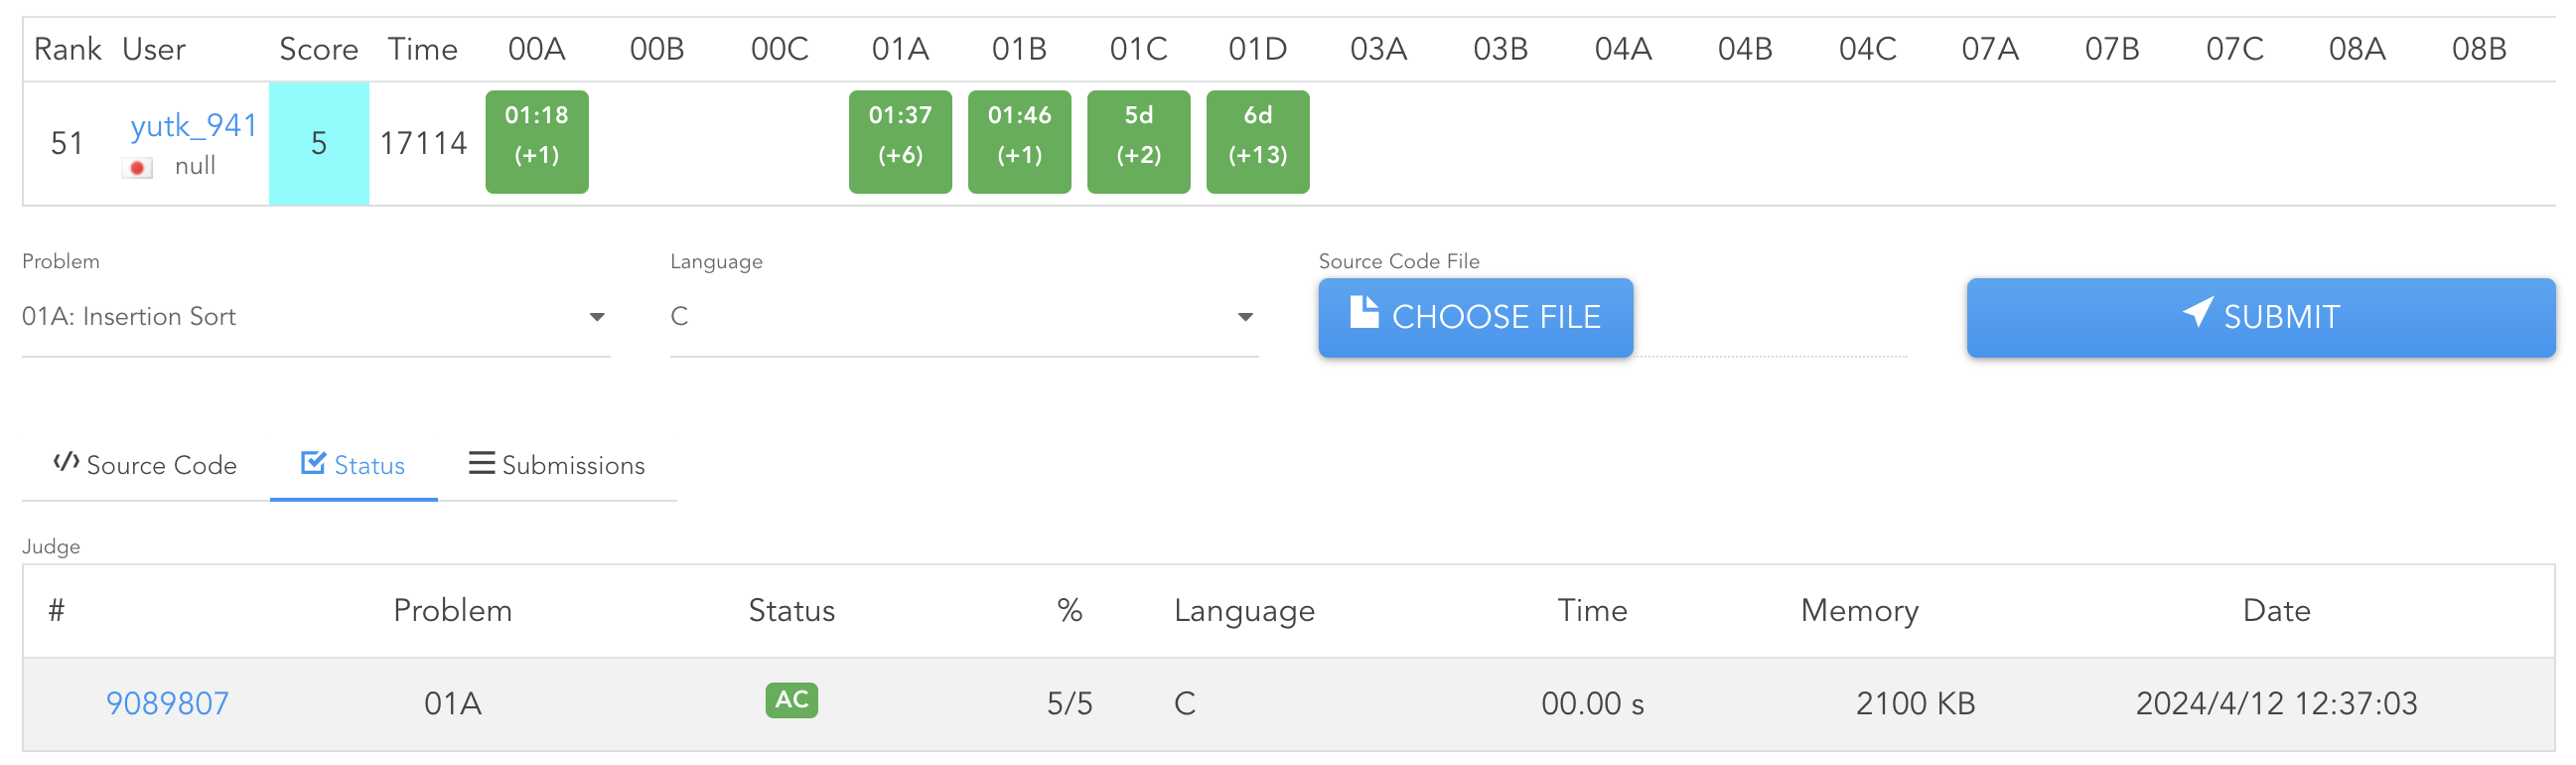 Rank User Score Time 00A 00B 00C 01A 01B 01C 01D 03A 03B 04A 04B 04C 07A 07B 07C 08A 08B
51 yutk_941 null 5 17114 01:18 (+1) 01:37 (+6) 01:46 (+1) 5d (+2) 6d (+13)
Problem Language Source Code File
01A: Insertion Sort C CHOOSE FILE SUBMIT
Source Code Status Submissions
Judge
# Problem Status % Language Time Memory Date
9089807 01A AC 5/5 C 00.00 s 2100 KB 2024/4/12 12:37:03